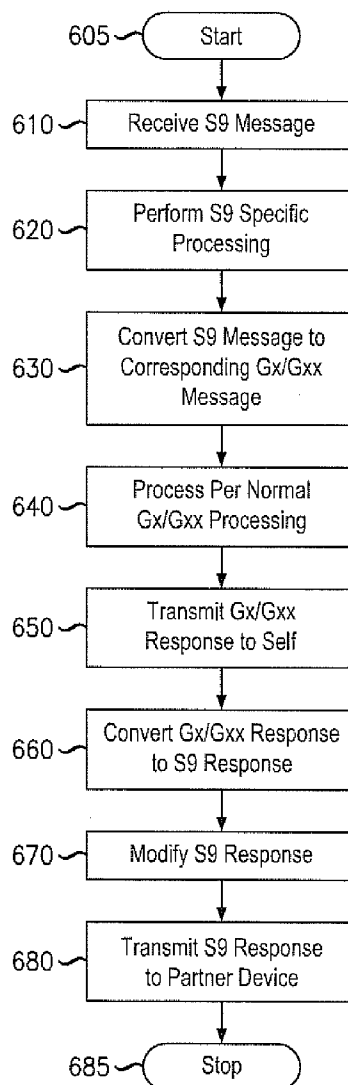 605 Start
610 Receive S9 Message
620 Perform S9 Specific
Processing
630 Convert S9 Message to
Corresponding Gx/Gxx
Message
640 Process Per Normal
Gx/Gxx Processing
650 Transmit Gx/Gxx
Response to Self
660 Convert Gx/Gxx Response
to S9 Response
670 Modify S9 Response
680 Transmit S9 Response
to Partner Device
685 Stop